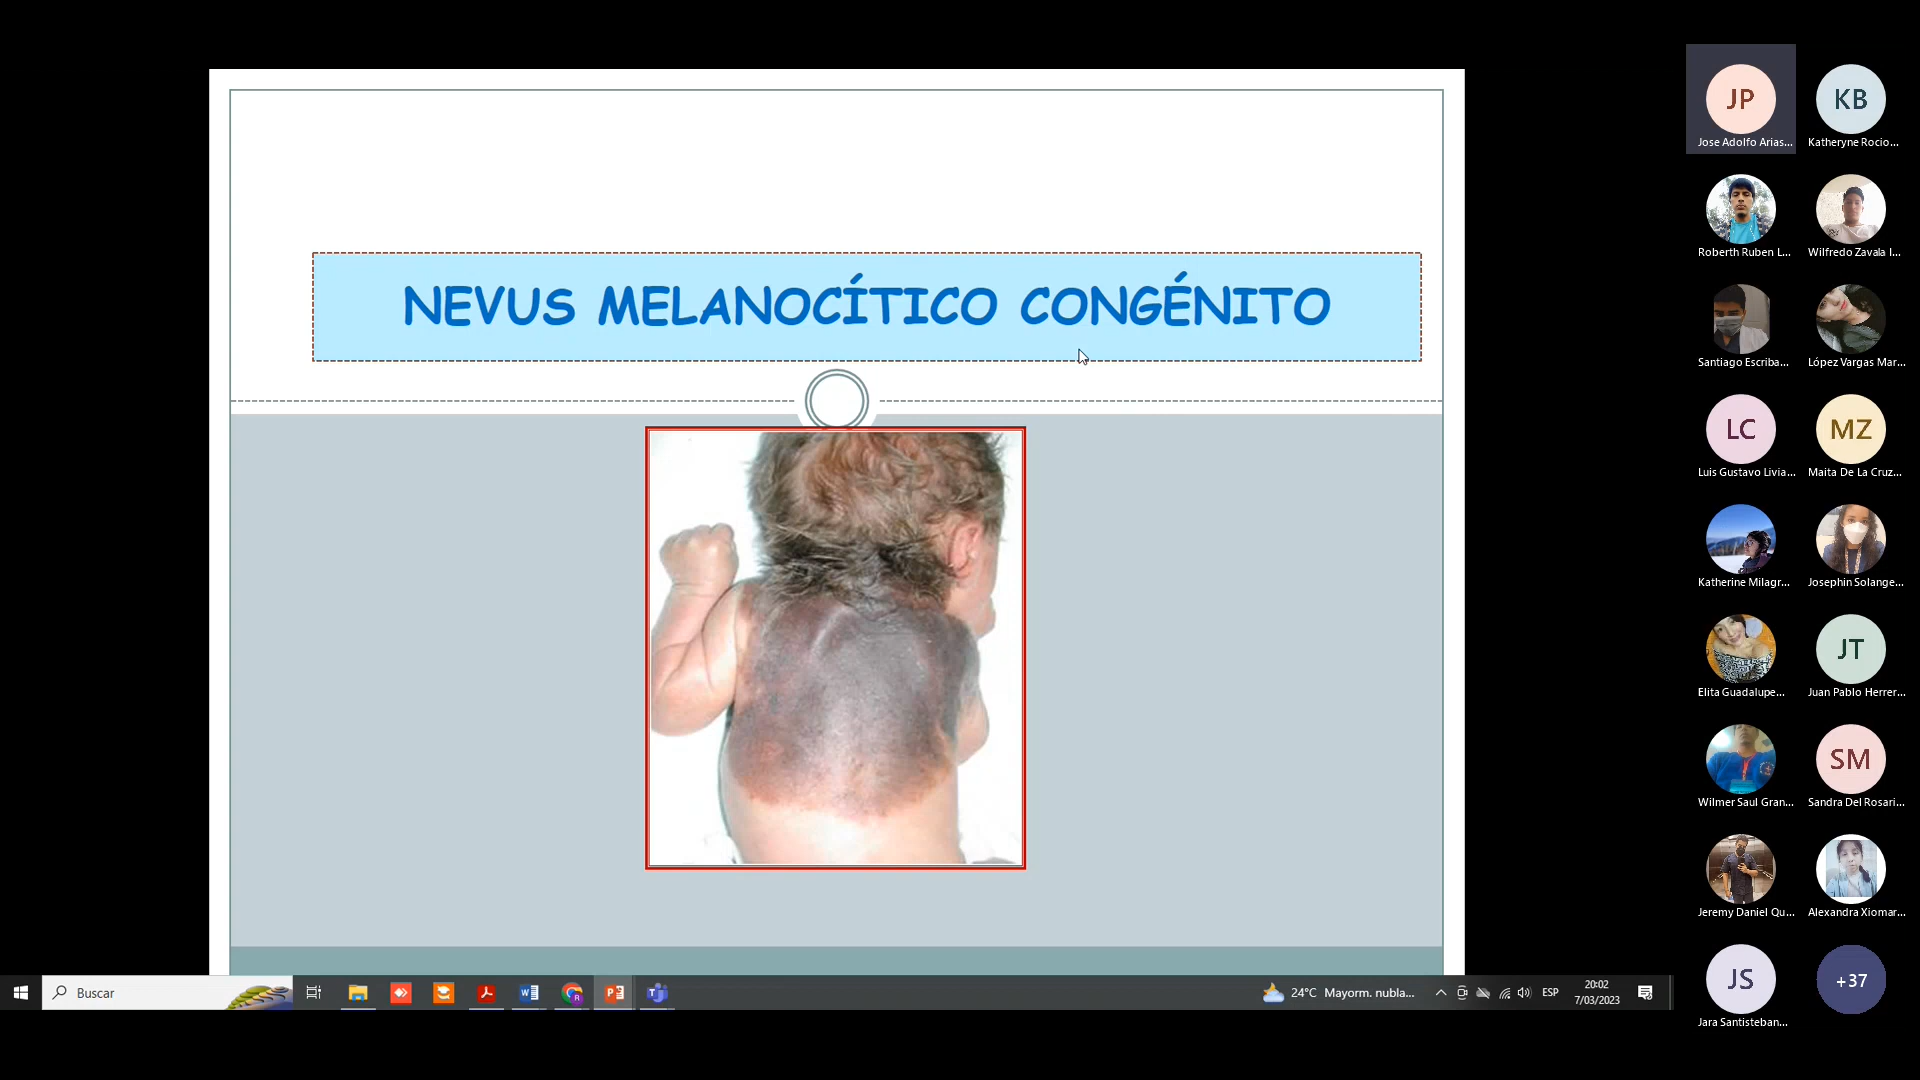 NEVUS MELANOCÍTICO CONGÉNITO
JP
Jose Adolfo Arias...
KB
Katheryne Rocio...
Roberth Ruben L...
Wilfredo Zavala I...
Santiago Escriba...
López Vargas Mar...
LC
Luis Gustavo Livia...
MZ
Maita De La Cruz...
Katherine Milagr...
Josephin Solange...
Elita Guadalupe...
JT
Juan Pablo Herrer...
Wilmer Saul Gran...
SM
Sandra Del Rosari...
Jeremy Daniel Qu...
Alexandra Xiomar...
JS
Jara Santisteban...
+37
Buscar
24°C Mayorm. nubla...
ESP
20:02
7/03/2023